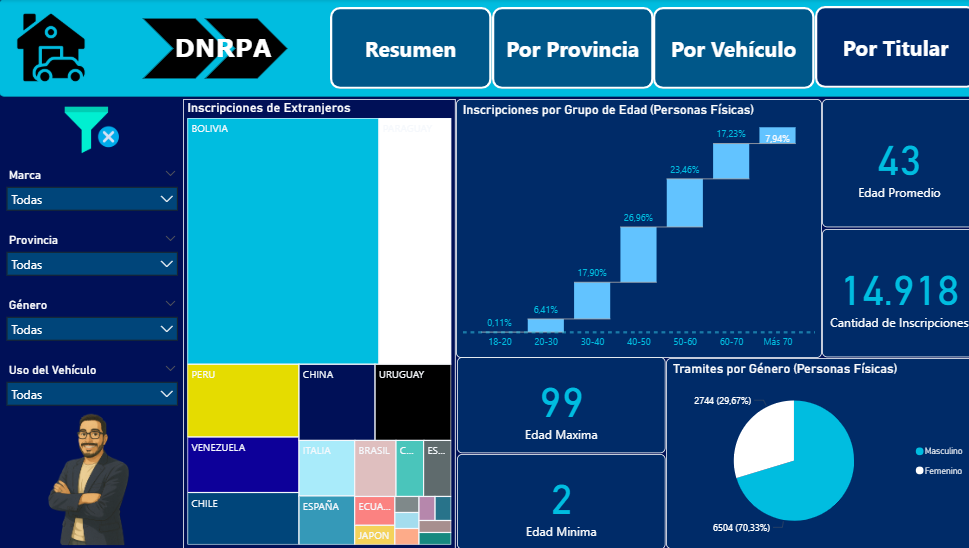 DNRPA
Resumen
Por Provincia
Por Vehículo
Por Titular
Marca
Todas
Provincia
Todas
Género
Todas
Uso del Vehículo
Todas
Inscripciones de Extranjeros
BOLIVIA
PARAGUAY
PERU
CHINA
URUGUAY
VENEZUELA
ITALIA
BRASIL
C...
ES...
CHILE
ESPAÑA
ECUA...
JAPON
Inscripciones por Grupo de Edad (Personas Físicas)
0,11%
6,41%
17,90%
26,96%
23,46%
17,23%
7,94%
18-20
20-30
30-40
40-50
50-60
60-70
Más 70
43
Edad Promedio
14.918
Cantidad de Inscripciones
99
Edad Maxima
2
Edad Minima
Tramites por Género (Personas Físicas)
2744 (29,67%)
6504 (70,33%)
Masculino
Femenino